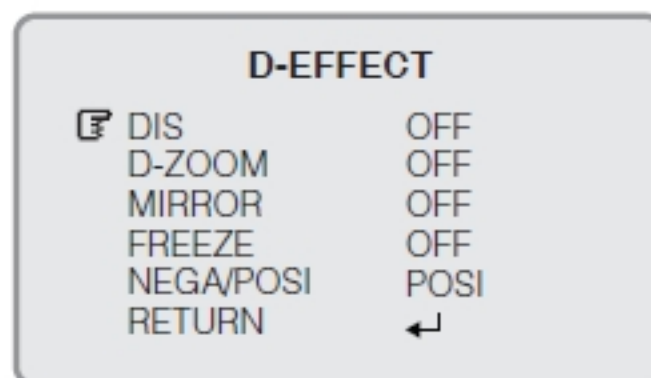 D-EFFECT
DIS OFF
D-ZOOM OFF
MIRROR OFF
FREEZE OFF
NEGA/POSI POSI
RETURN ↵